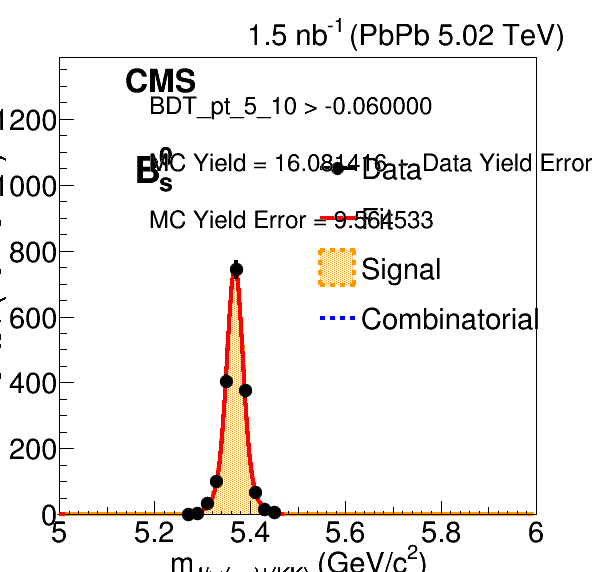 1.5 nb-1 (PbPb 5.02 TeV)
CMS
BDT_pt_5_10 > -0.060000
B0s
MC Yield = 16.081416
Data Yield Error
Data
MC Yield Error = 9.564533
Fit
Signal
Combinatorial
1200
1000
800
600
400
200
0
5 5.2 5.4 5.6 5.8 6
(GeV/c2)